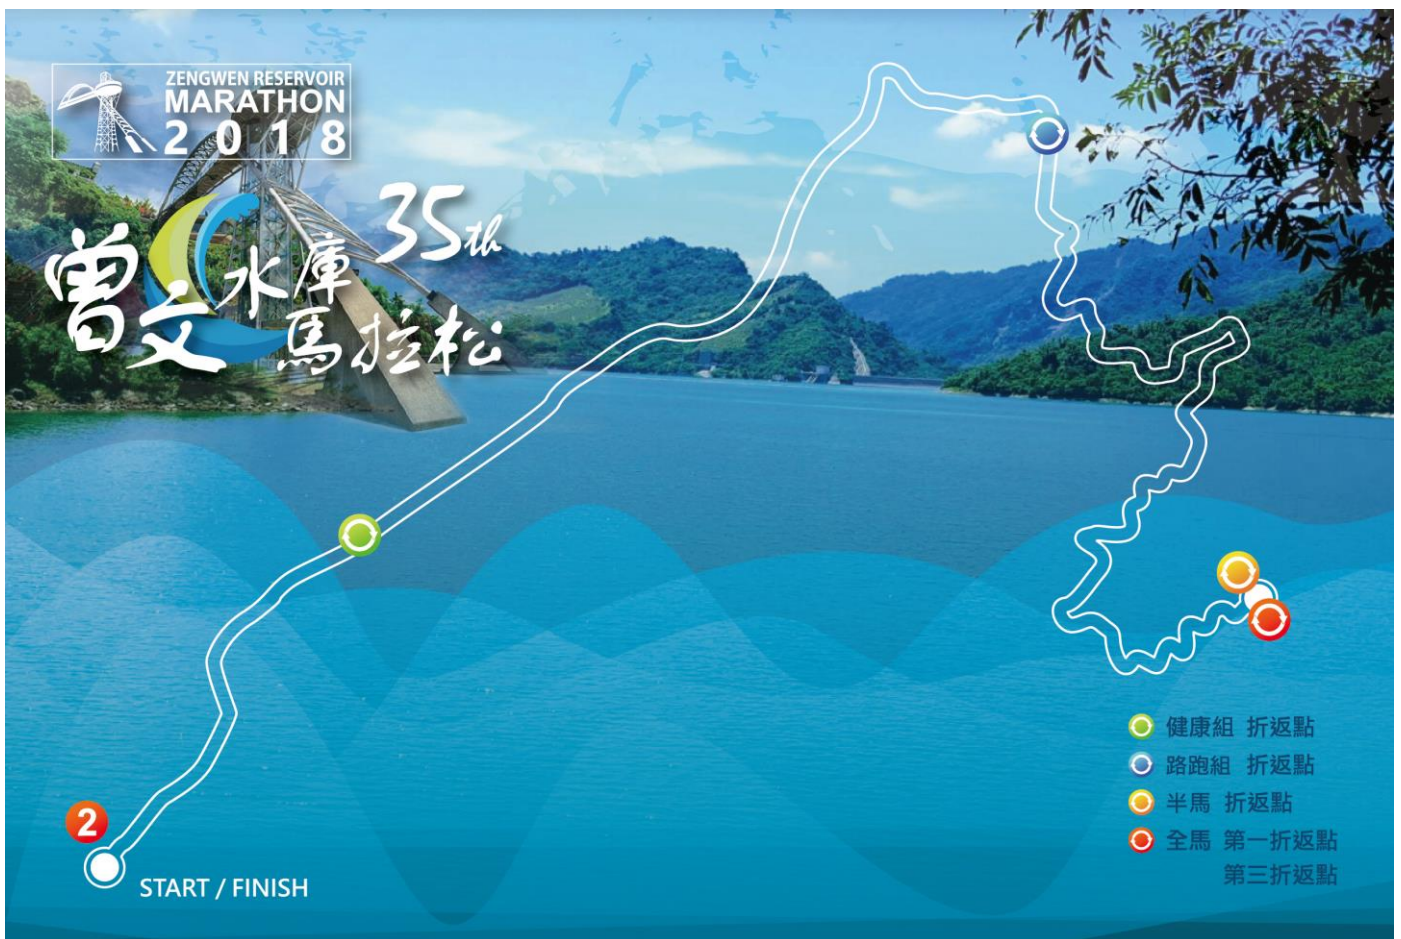 ZENGWEN RESERVOIR
MARATHON
2018
35th
曾文水庫
馬拉松
2
START / FINISH
健康組 折返點
路跑組 折返點
半馬 折返點
全馬 第一折返點
第三折返點